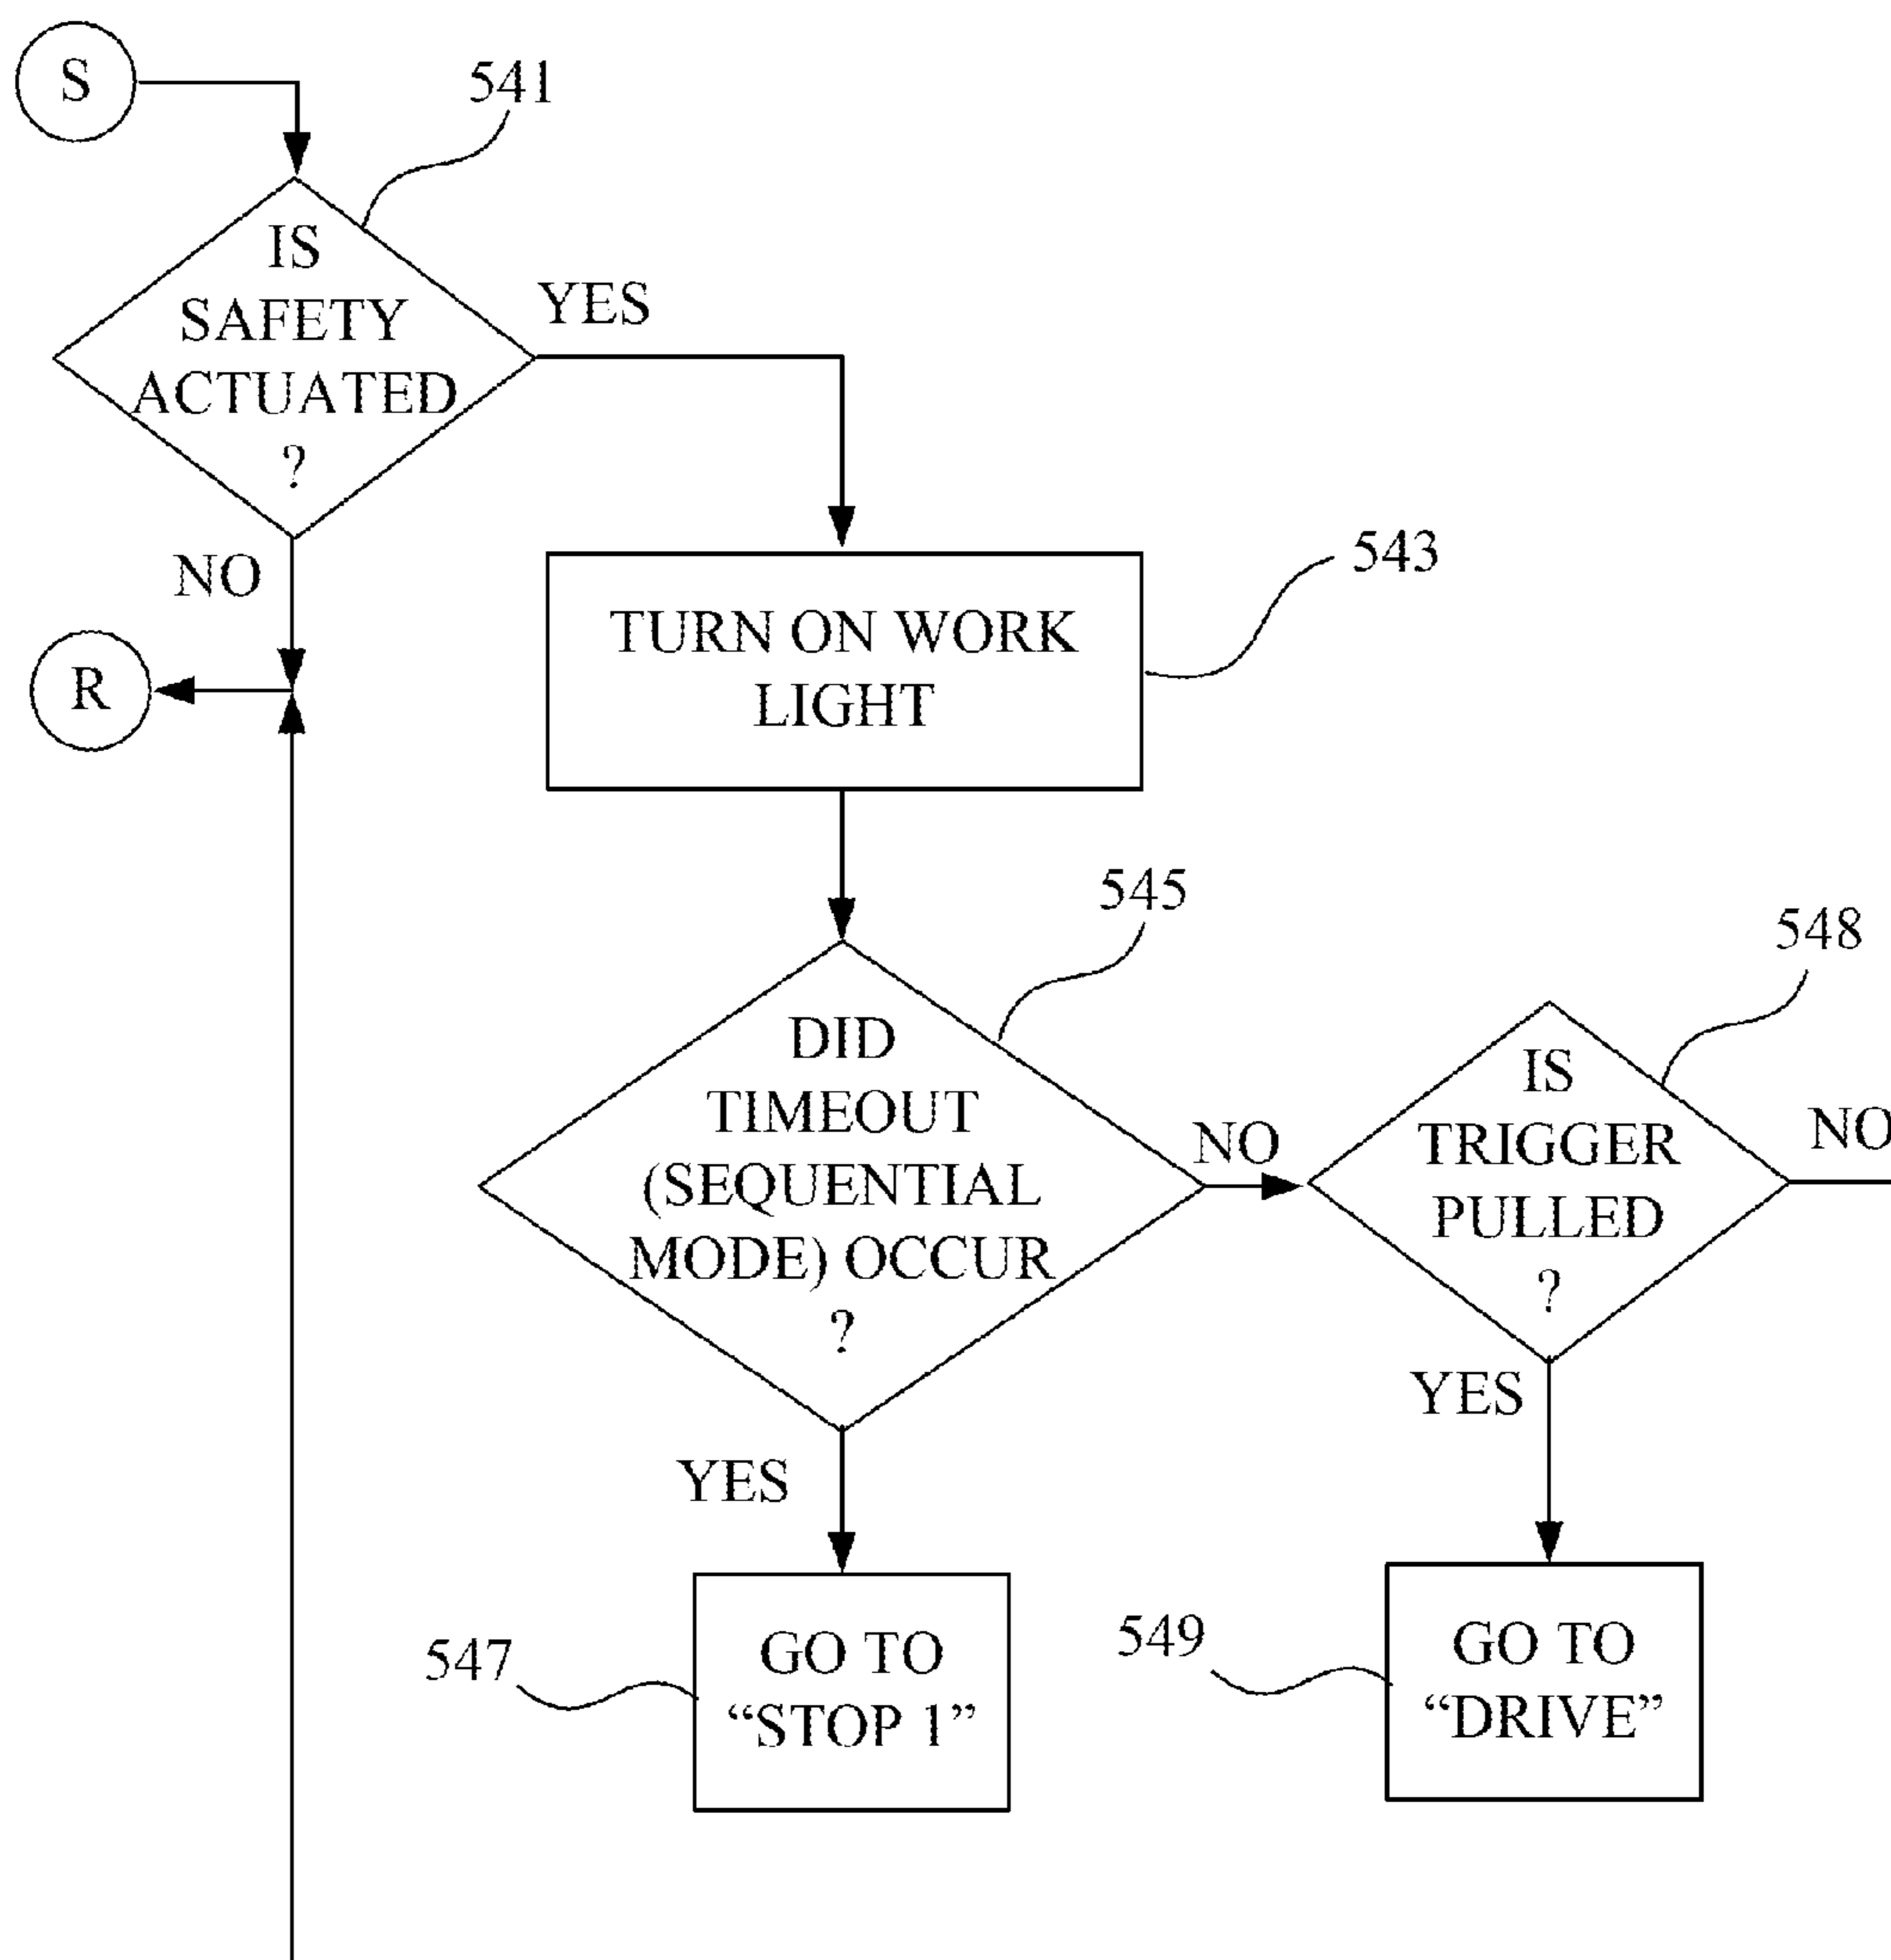 S
541
IS
SAFETY
ACTUATED
?
YES
NO
R
TURN ON WORK
LIGHT
543
545
DID
TIMEOUT
(SEQUENTIAL
MODE) OCCUR
?
NO
548
IS
TRIGGER
PULLED
?
NO
YES
YES
547
GO TO
“STOP 1”
549
GO TO
“DRIVE”